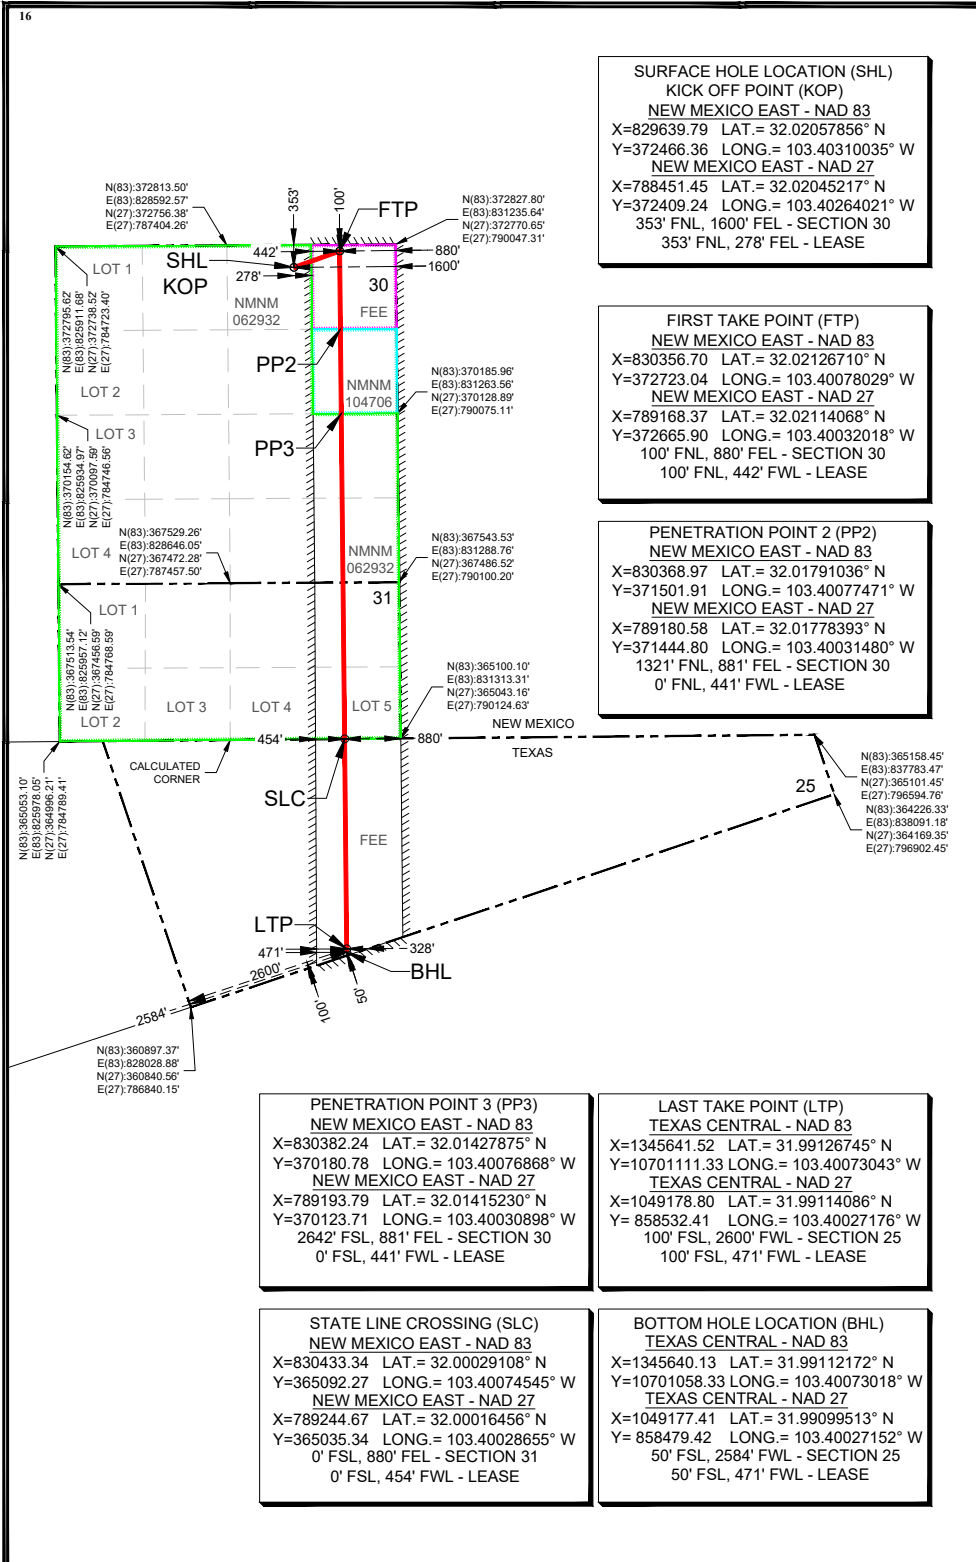 16
SURFACE HOLE LOCATION (SHL)
KICK OFF POINT (KOP)
NEW MEXICO EAST - NAD 83
X=829639.79 LAT.= 32.02057856° N
Y=372466.36 LONG.= 103.40310035° W
NEW MEXICO EAST - NAD 27
X=788451.45 LAT.= 32.02045217° N
Y=372409.24 LONG.= 103.40264021° W
353' FNL, 1600' FEL - SECTION 30
353' FNL, 278' FEL - LEASE
N(83):372813.50'
E(83):828592.57'
N(27):372756.38'
E(27):787404.26'
353'
100'
FTP
N(83):372827.80'
E(83):831235.64'
N(27):372770.65'
E(27):790047.31'
442'
880'
1600'
278'
LOT 1
SHL
KOP
30
NMNM
062932
FEE
N(83):372795.62'
E(83):825911.68'
N(27):372738.52'
E(27):784723.40'
FIRST TAKE POINT (FTP)
NEW MEXICO EAST - NAD 83
X=830356.70 LAT.= 32.02126710° N
Y=372723.04 LONG.= 103.40078029° W
NEW MEXICO EAST - NAD 27
X=789168.37 LAT.= 32.02114068° N
Y=372665.90 LONG.= 103.40032018° W
100' FNL, 880' FEL - SECTION 30
100' FNL, 442' FWL - LEASE
PP2
LOT 2
NMNM
104706
N(83):370185.96'
E(83):831263.56'
N(27):370128.89'
E(27):790075.11'
LOT 3
PP3
N(83):370154.62'
E(83):825934.97'
N(27):370097.59'
E(27):784746.56'
PENETRATION POINT 2 (PP2)
NEW MEXICO EAST - NAD 83
X=830368.97 LAT.= 32.01791036° N
Y=371501.91 LONG.= 103.40077471° W
NEW MEXICO EAST - NAD 27
X=789180.58 LAT.= 32.01778393° N
Y=371444.80 LONG.= 103.40031480° W
1321' FNL, 881' FEL - SECTION 30
0' FNL, 441' FWL - LEASE
LOT 4
N(83):367529.26'
E(83):828646.05'
N(27):367472.28'
E(27):787457.50'
NMNM
062932
N(83):367543.53'
E(83):831288.76'
N(27):367486.52'
E(27):790100.20'
31
LOT 1
N(83):367513.54'
E(83):825957.12'
N(27):367456.59'
E(27):784768.59'
N(83):365100.10'
E(83):831313.31'
N(27):365043.16'
E(27):790124.63'
LOT 2
LOT 3
LOT 4
LOT 5
454'
880'
NEW MEXICO
TEXAS
CALCULATED
CORNER
N(83):365053.10'
E(83):825978.05'
N(27):364996.21'
E(27):784789.41'
SLC
25
N(83):365158.45'
E(83):837783.47'
N(27):365101.45'
E(27):796594.76'
N(83):364226.33'
E(83):838091.18'
N(27):364169.35'
E(27):796902.45'
FEE
LTP
471'
328'
BHL
2600'
100'
50'
2584'
N(83):360897.37'
E(83):828028.88'
N(27):360840.56'
E(27):786840.15'
PENETRATION POINT 3 (PP3)
NEW MEXICO EAST - NAD 83
X=830382.24 LAT.= 32.01427875° N
Y=370180.78 LONG.= 103.40076868° W
NEW MEXICO EAST - NAD 27
X=789193.79 LAT.= 32.01415230° N
Y=370123.71 LONG.= 103.40030898° W
2642' FSL, 881' FEL - SECTION 30
0' FSL, 441' FWL - LEASE
LAST TAKE POINT (LTP)
TEXAS CENTRAL - NAD 83
X=1345641.52 LAT.= 31.99126745° N
Y=10701111.33 LONG.= 103.40073043° W
TEXAS CENTRAL - NAD 27
X=1049178.80 LAT.= 31.99114086° N
Y= 858532.41 LONG.= 103.40027176° W
100' FSL, 2600' FWL - SECTION 25
100' FSL, 471' FWL - LEASE
STATE LINE CROSSING (SLC)
NEW MEXICO EAST - NAD 83
X=830433.34 LAT.= 32.00029108° N
Y=365092.27 LONG.= 103.40074545° W
NEW MEXICO EAST - NAD 27
X=789244.67 LAT.= 32.00016456° N
Y=365035.34 LONG.= 103.40028655° W
0' FSL, 880' FEL - SECTION 31
0' FSL, 454' FWL - LEASE
BOTTOM HOLE LOCATION (BHL)
TEXAS CENTRAL - NAD 83
X=1345640.13 LAT.= 31.99112172° N
Y=10701058.33 LONG.= 103.40073018° W
TEXAS CENTRAL - NAD 27
X=1049177.41 LAT.= 31.99099513° N
Y= 858479.42 LONG.= 103.40027152° W
50' FSL, 2584' FWL - SECTION 25
50' FSL, 471' FWL - LEASE